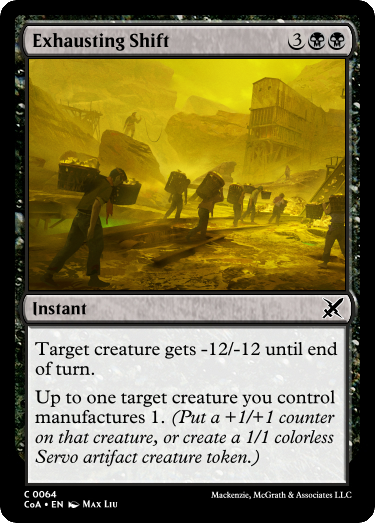 Exhausting Shift 3
Instant
Target creature gets -12/-12 until end
of turn.
Up to one target creature you control
manufactures 1. (Put a +1/+1 counter
on that creature, or create a 1/1 colorless
Servo artifact creature token.)
C 0064
CoA • EN Max Liu
Mackenzie, McGrath & Associates LLC